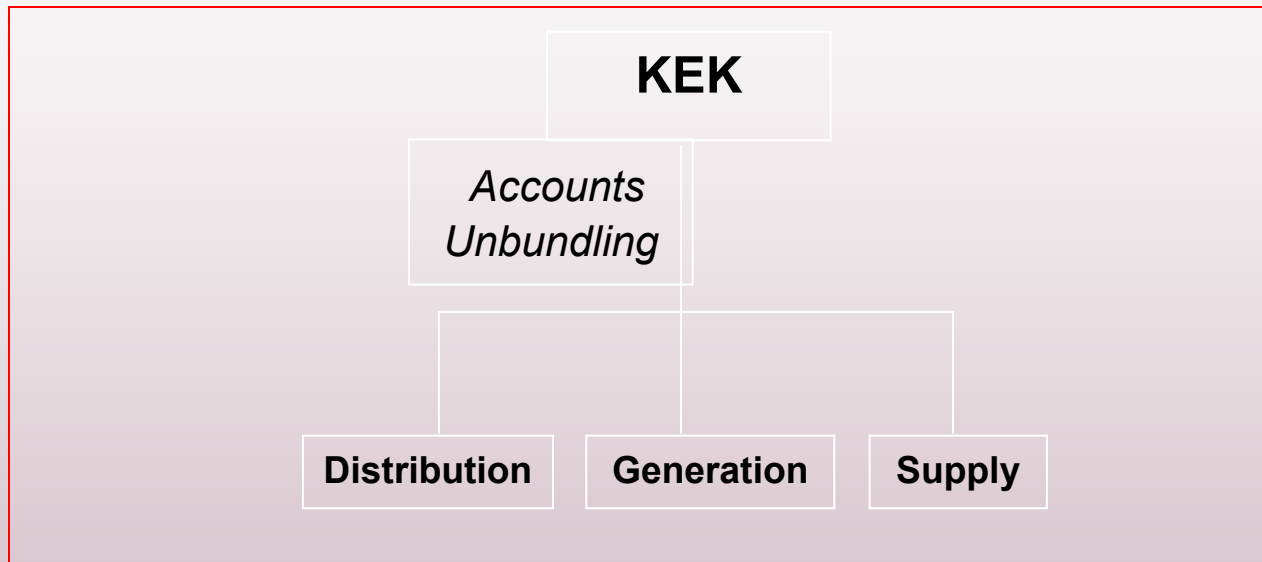 KEK
Accounts
Unbundling
Distribution
Generation
Supply